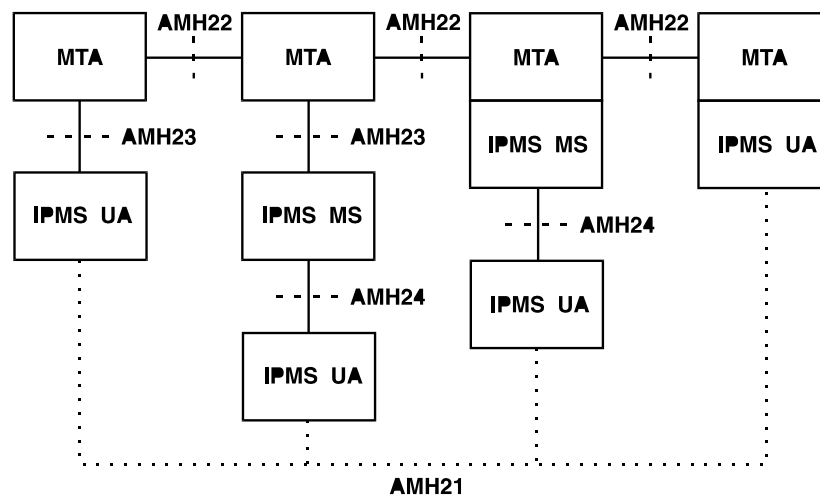 AMH22 AMH22 AMH22
MTA MTA MTA MTA
AMH23 AMH23 IPMS MS IPMS UA
IPMS UA IPMS MS AMH24
AMH24 IPMS UA
IPMS UA
AMH21